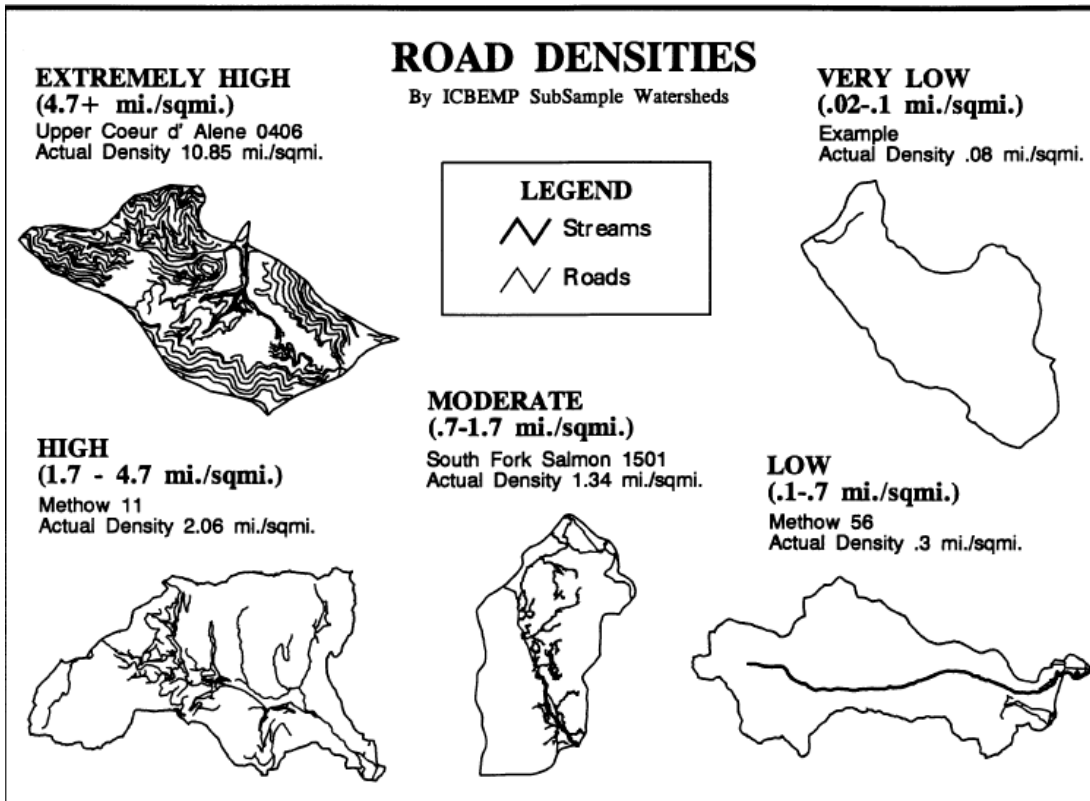 ROAD DENSITIES
By ICBEMP SubSample Watersheds
EXTREMELY HIGH
(4.7+ mi./sqmi.)
Upper Coeur d' Alene 0406
Actual Density 10.85 mi./sqmi.
LEGEND
Streams
Roads
VERY LOW
(.02-.1 mi./sqmi.)
Example
Actual Density .08 mi./sqmi.
HIGH
(1.7 - 4.7 mi./sqmi.)
Methow 11
Actual Density 2.06 mi./sqmi.
MODERATE
(.7-1.7 mi./sqmi.)
South Fork Salmon 1501
Actual Density 1.34 mi./sqmi.
LOW
(.1-.7 mi./sqmi.)
Methow 56
Actual Density .3 mi./sqmi.